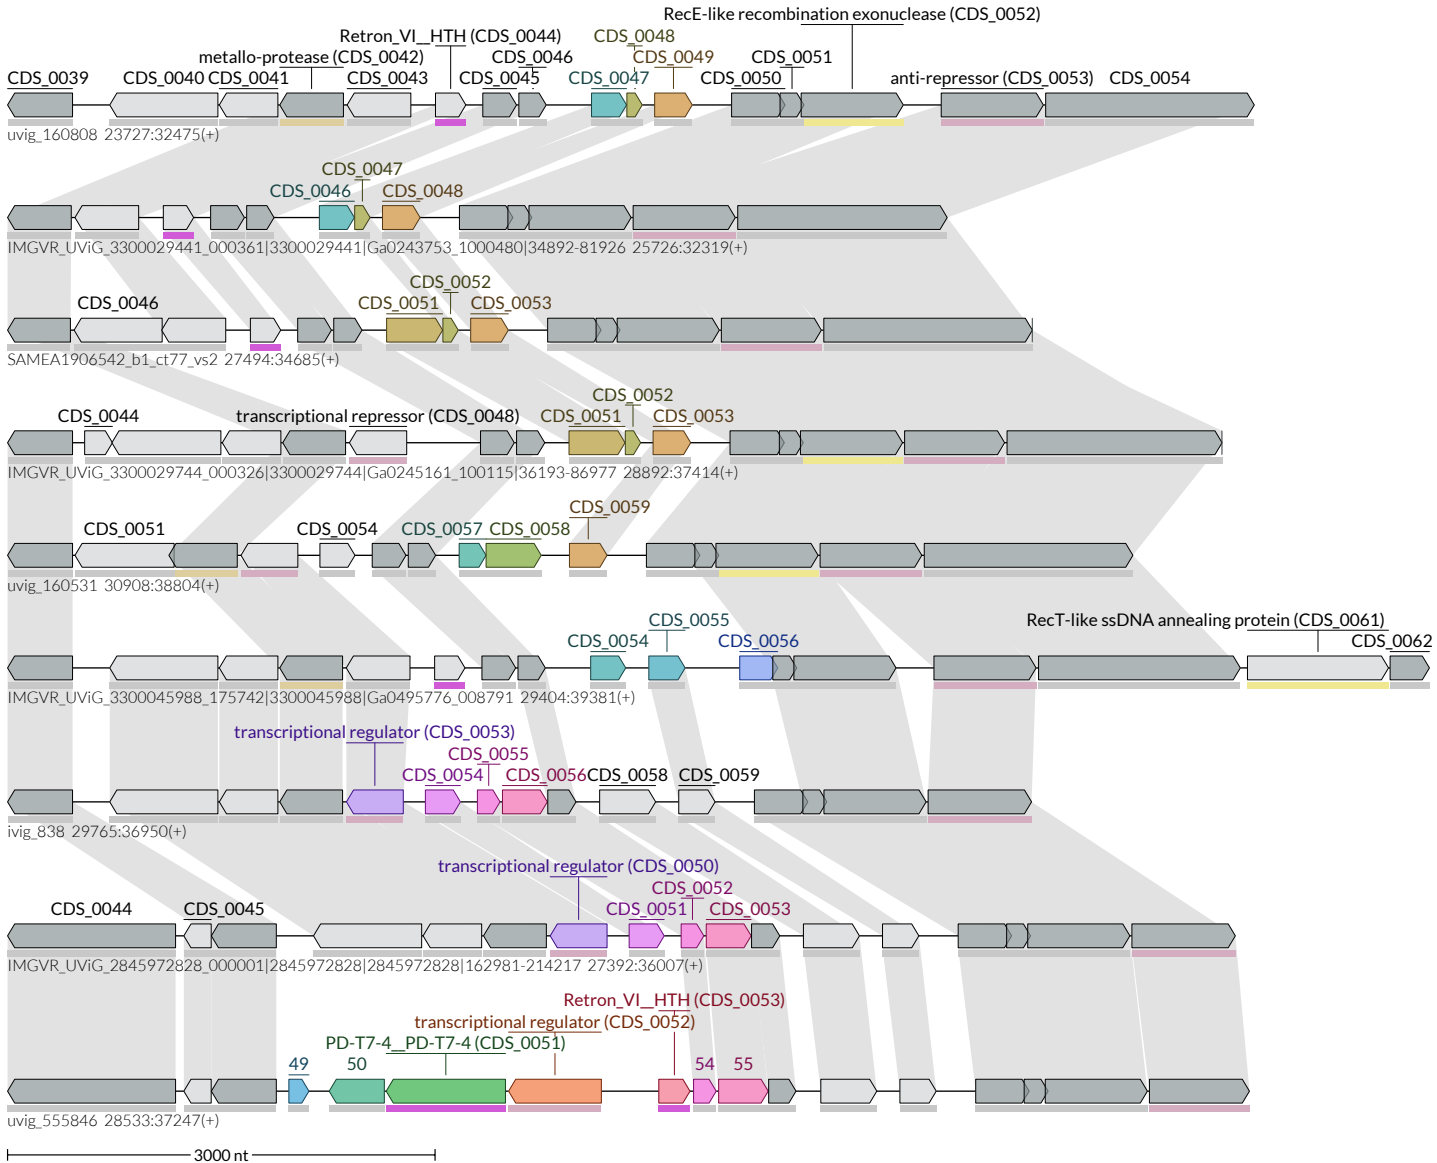 RecE-like recombination exonuclease (CDS_0052)
Retron_VI__HTH (CDS_0044) CDS_0048
metallo-protease (CDS_0042) CDS_0046 CDS_0049 CDS_0051
CDS_0039 CDS_0040 CDS_0041 CDS_0043 CDS_0045 CDS_0047 CDS_0050 anti-repressor (CDS_0053) CDS_0054
uvig_160808 23727:32475(+)
CDS_0047
CDS_0046 CDS_0048
IMGVR_UViG_3300029441_000361|3300029441|Ga0243753_1000480|34892-81926 25726:32319(+)
CDS_0052
CDS_0046 CDS_0051 CDS_0053
SAMEA1906542_b1_ct77_vs2 27494:34685(+)
CDS_0052
CDS_0044 transcriptional repressor (CDS_0048) CDS_0051 CDS_0053
IMGVR_UViG_3300029744_000326|3300029744|Ga0245161_100115|36193-86977 28892:37414(+)
CDS_0059
CDS_0051 CDS_0054 CDS_0057 CDS_0058
uvig_160531 30908:38804(+)
CDS_0055 RecT-like ssDNA annealing protein (CDS_0061)
CDS_0054 CDS_0056 CDS_0062
IMGVR_UViG_3300045988_175742|3300045988|Ga0495776_008791 29404:39381(+)
transcriptional regulator (CDS_0053)
CDS_0055
CDS_0054 CDS_0056 CDS_0058 CDS_0059
ivig_838 29765:36950(+)
transcriptional regulator (CDS_0050)
CDS_0052
CDS_0044 CDS_0045 CDS_0051 CDS_0053
IMGVR_UViG_2845972828_000001|2845972828|2845972828|162981-214217 27392:36007(+)
Retron_VI__HTH (CDS_0053)
transcriptional regulator (CDS_0052)
PD-T7-4__PD-T7-4 (CDS_0051)
49 50 54 55
uvig_555846 28533:37247(+)
3000 nt